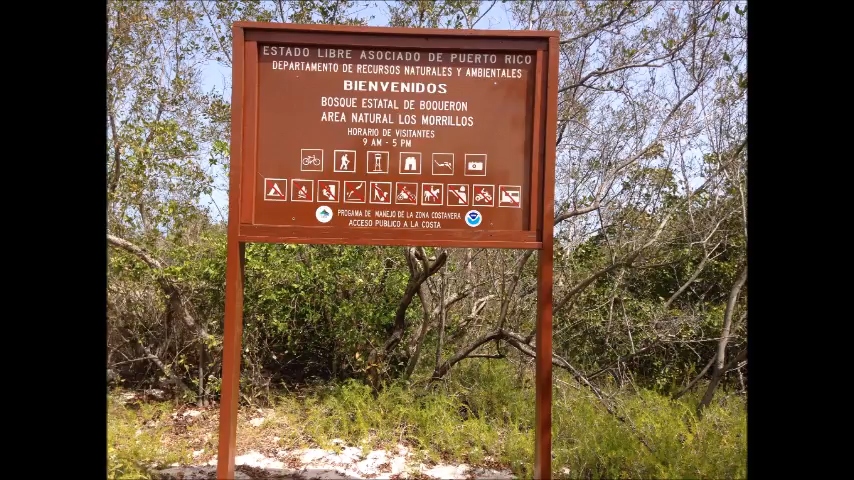 ESTADO LIBRE ASOCIADO DE PUERTO RICO
DEPARTAMENTO DE RECURSOS NATURALES Y AMBIENTALES
BIENVENIDOS
BOSQUE ESTATAL DE BOQUERON
AREA NATURAL LOS MORRILLOS
HORARIO DE VISITANTES
9 AM - 5 PM
PROGAMA DE MANEJO DE LA ZONA COSTANERA
ACCESO PUBLICO A LA COSTA